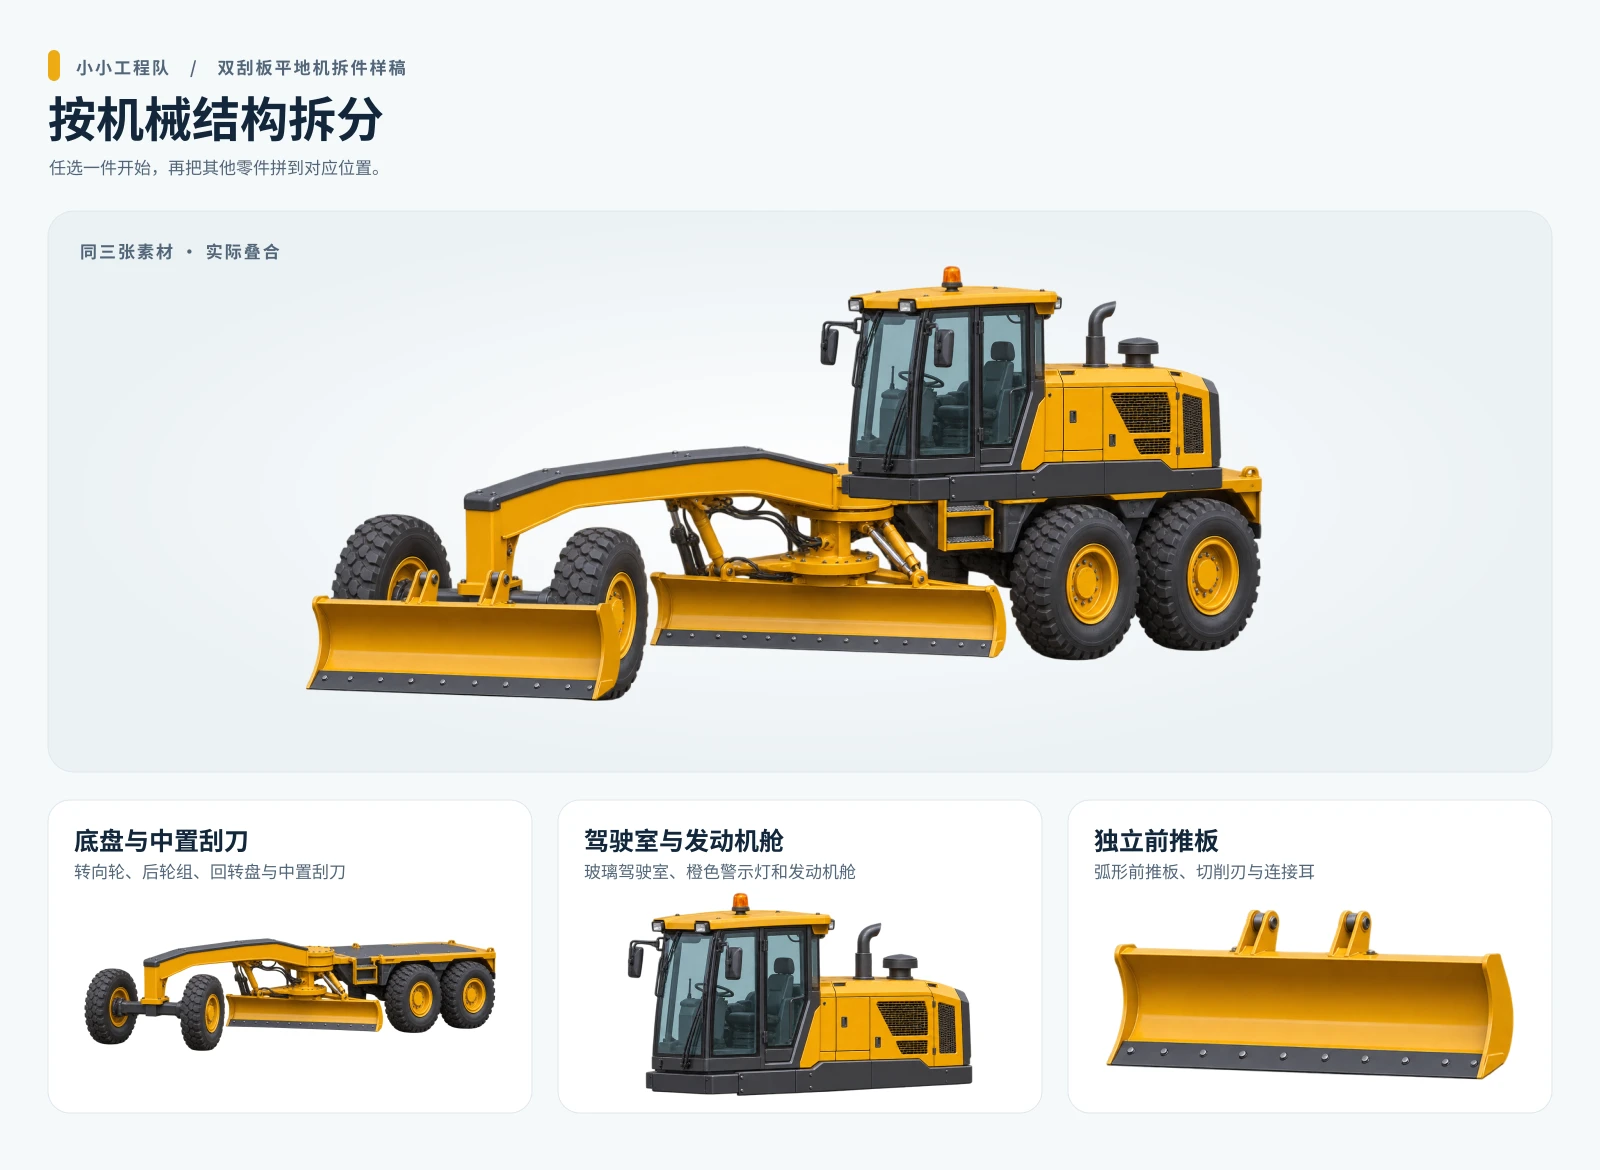 小小工程队 / 双刮板平地机拆件样稿
按机械结构拆分
任选一件开始，再把其他零件拼到对应位置。
同三张素材 • 实际叠合
底盘与中置刮刀
转向轮、后轮组、回转盘与中置刮刀
驾驶室与发动机舱
玻璃驾驶室、橙色警示灯和发动机舱
独立前推板
弧形前推板、切削刃与连接耳